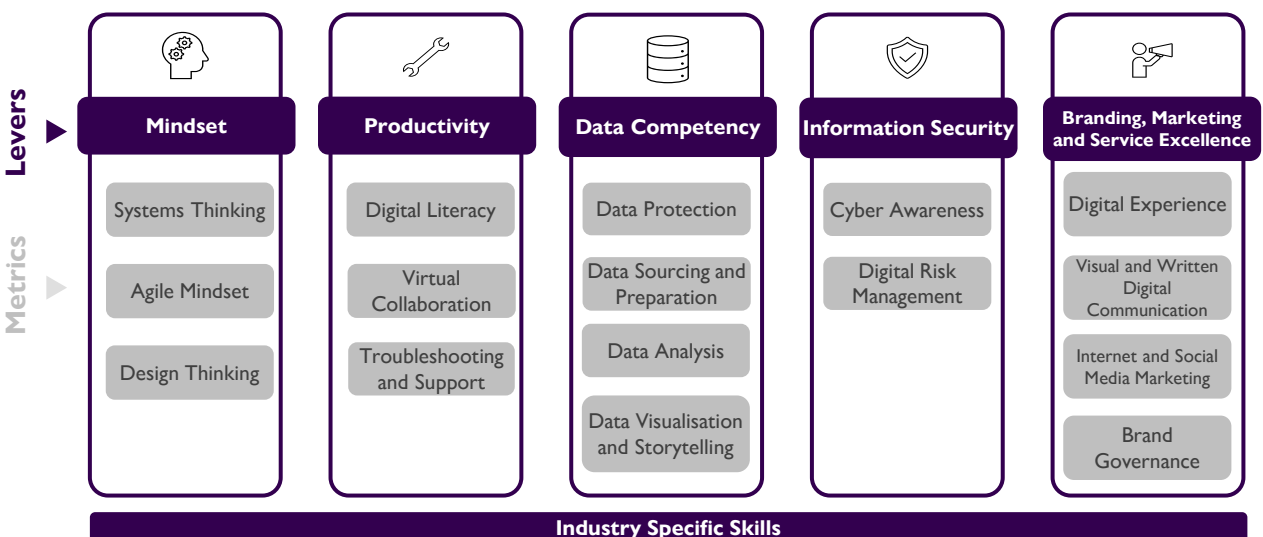 Levers
Mindset
Productivity
Data Competency
Information Security
Branding, Marketing
and Service Excellence
Metrics
Systems Thinking
Agile Mindset
Design Thinking
Digital Literacy
Virtual
Collaboration
Troubleshooting
and Support
Data Protection
Data Sourcing and
Preparation
Data Analysis
Data Visualisation
and Storytelling
Cyber Awareness
Digital Risk
Management
Digital Experience
Visual and Written
Digital
Communication
Internet and Social
Media Marketing
Brand
Governance
Industry Specific Skills